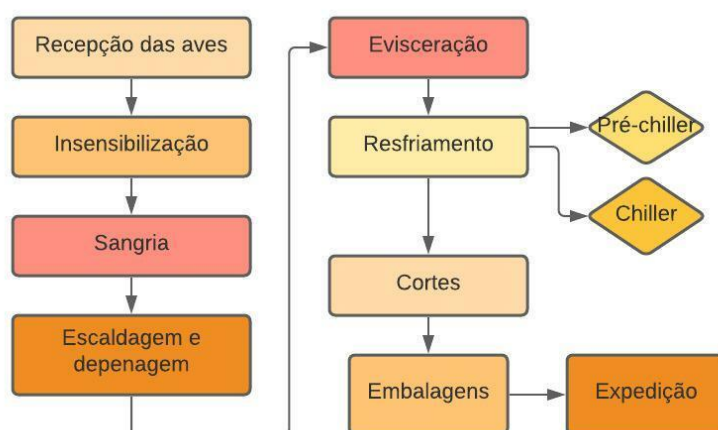 Recepção das aves
Insensibilização
Sangria
Escaldagem e
depenagem
Evisceração
Resfriamento
Pré-chiller
Chiller
Cortes
Embalagens
Expedição